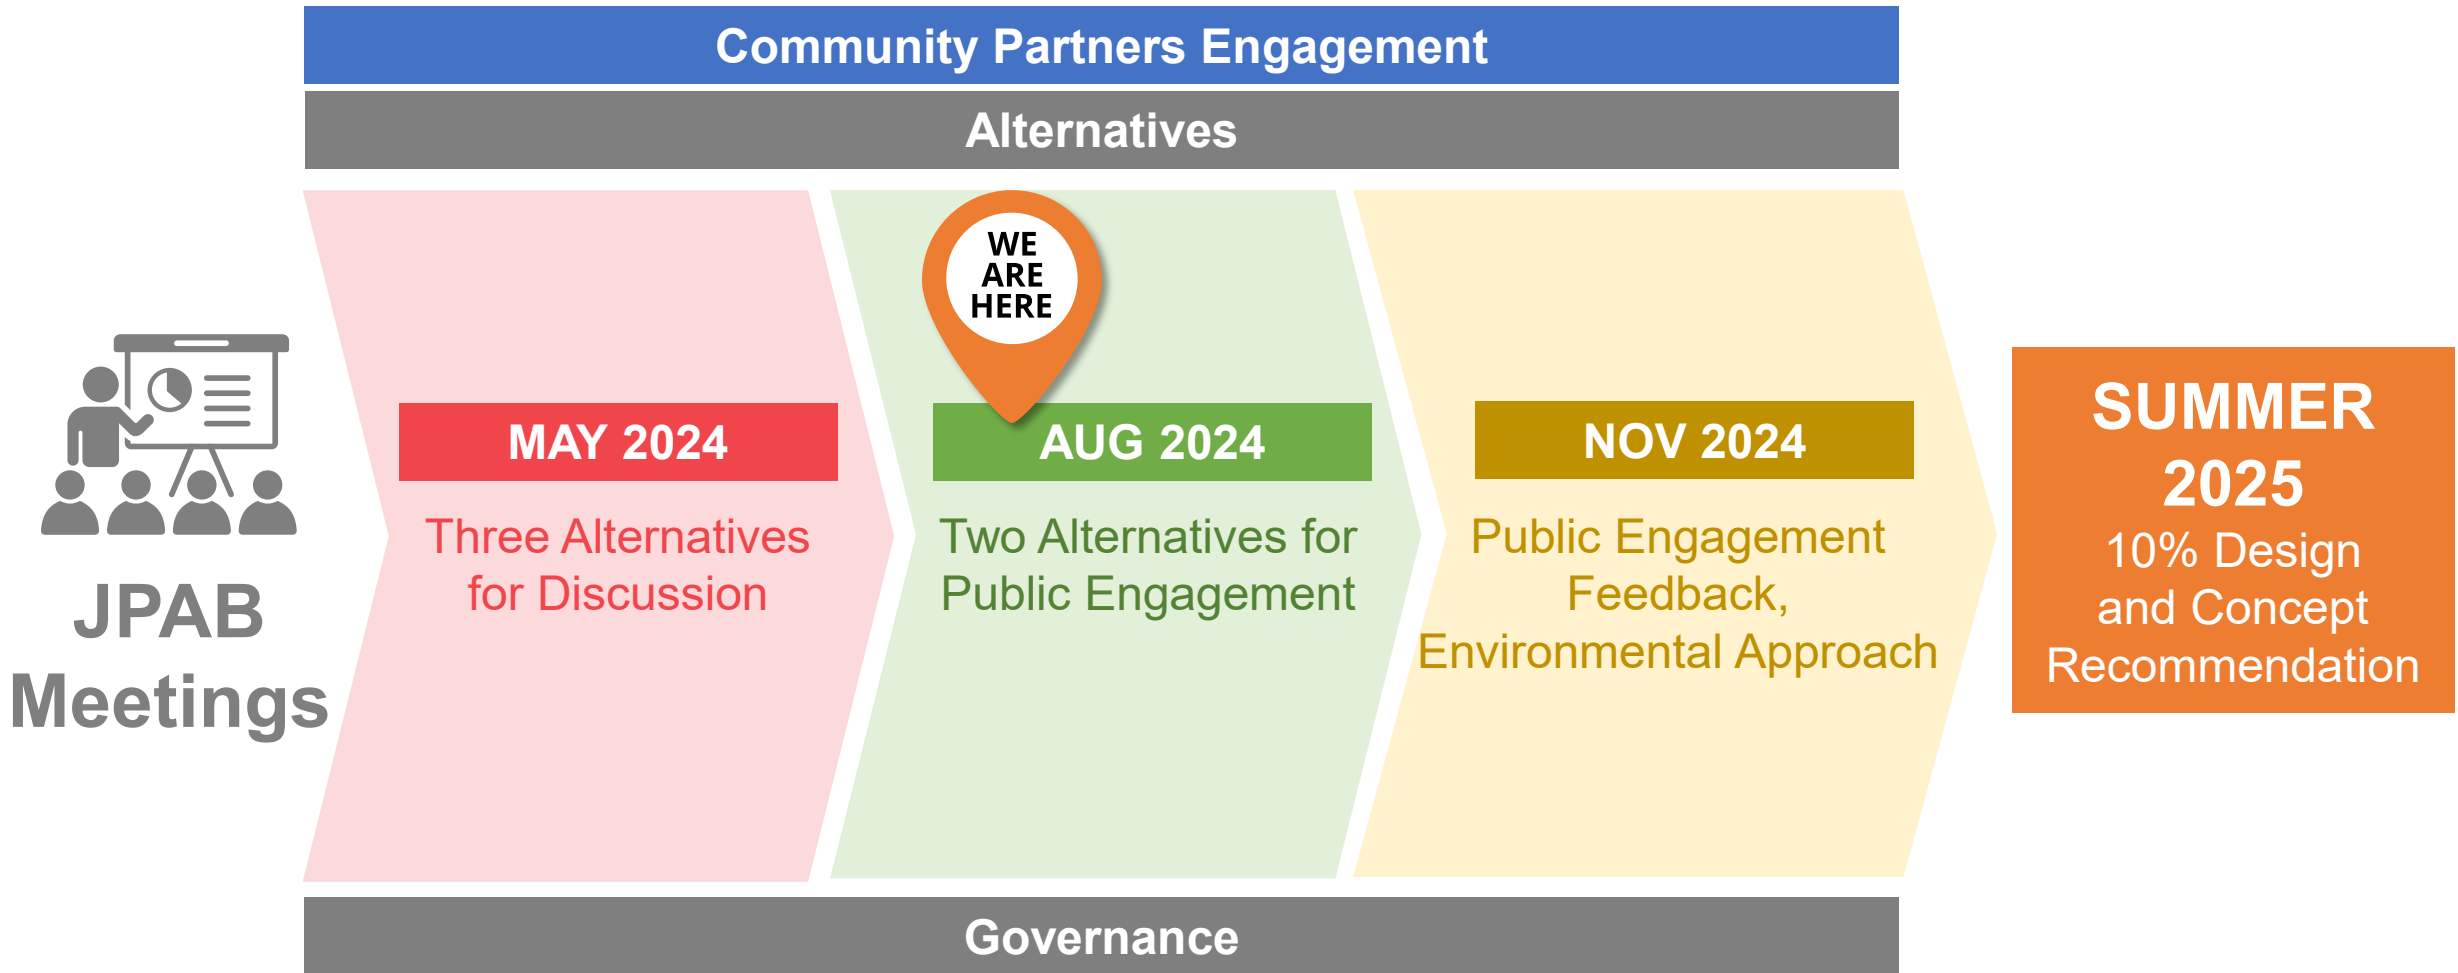 Community Partners Engagement
Alternatives
WE
ARE
HERE
JPAB
Meetings
MAY 2024
Three Alternatives
for Discussion
AUG 2024
Two Alternatives for
Public Engagement
NOV 2024
Public Engagement
Feedback,
Environmental Approach
SUMMER
2025
10% Design
and Concept
Recommendation
Governance